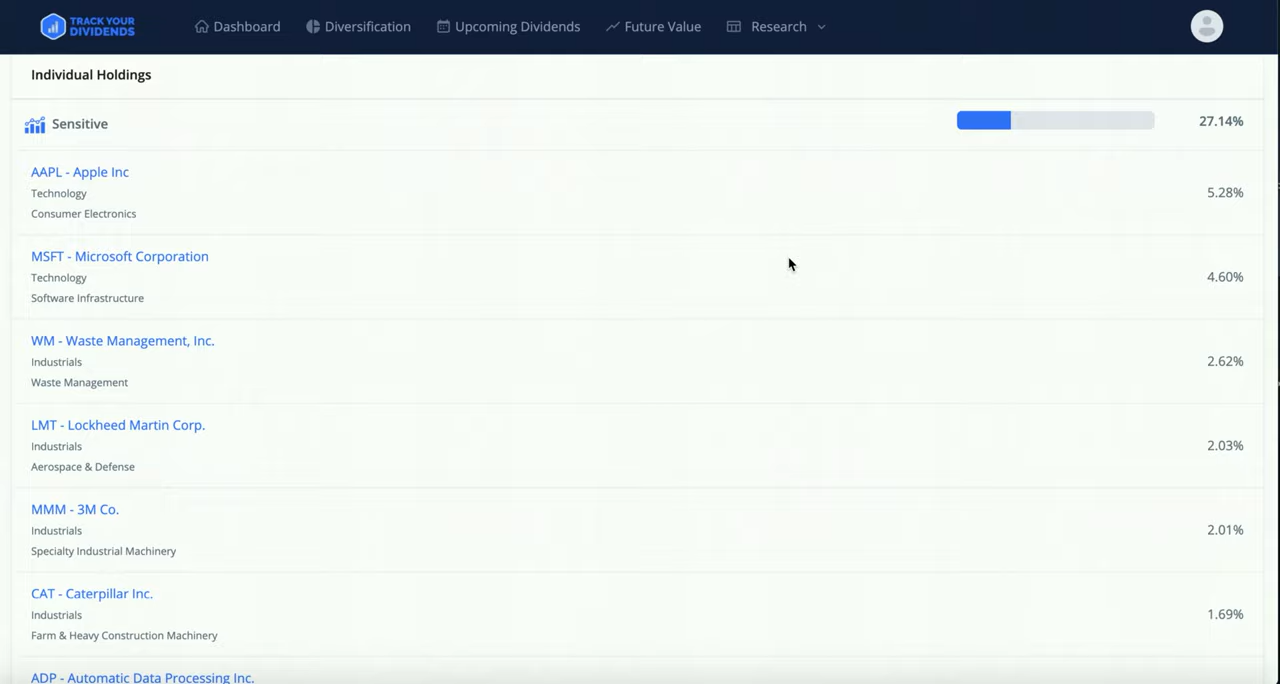 TRACK YOUR
DIVIDENDS
Dashboard
Diversification
Upcoming Dividends
Future Value
Research
Individual Holdings
Sensitive
27.14%
AAPL - Apple Inc
Technology
Consumer Electronics
5.28%
MSFT - Microsoft Corporation
Technology
Software Infrastructure
4.60%
WM - Waste Management, Inc.
Industrials
Waste Management
2.62%
LMT - Lockheed Martin Corp.
Industrials
Aerospace & Defense
2.03%
MMM - 3M Co.
Industrials
Specialty Industrial Machinery
2.01%
CAT - Caterpillar Inc.
Industrials
Farm & Heavy Construction Machinery
1.69%
ADP - Automatic Data Processing Inc.